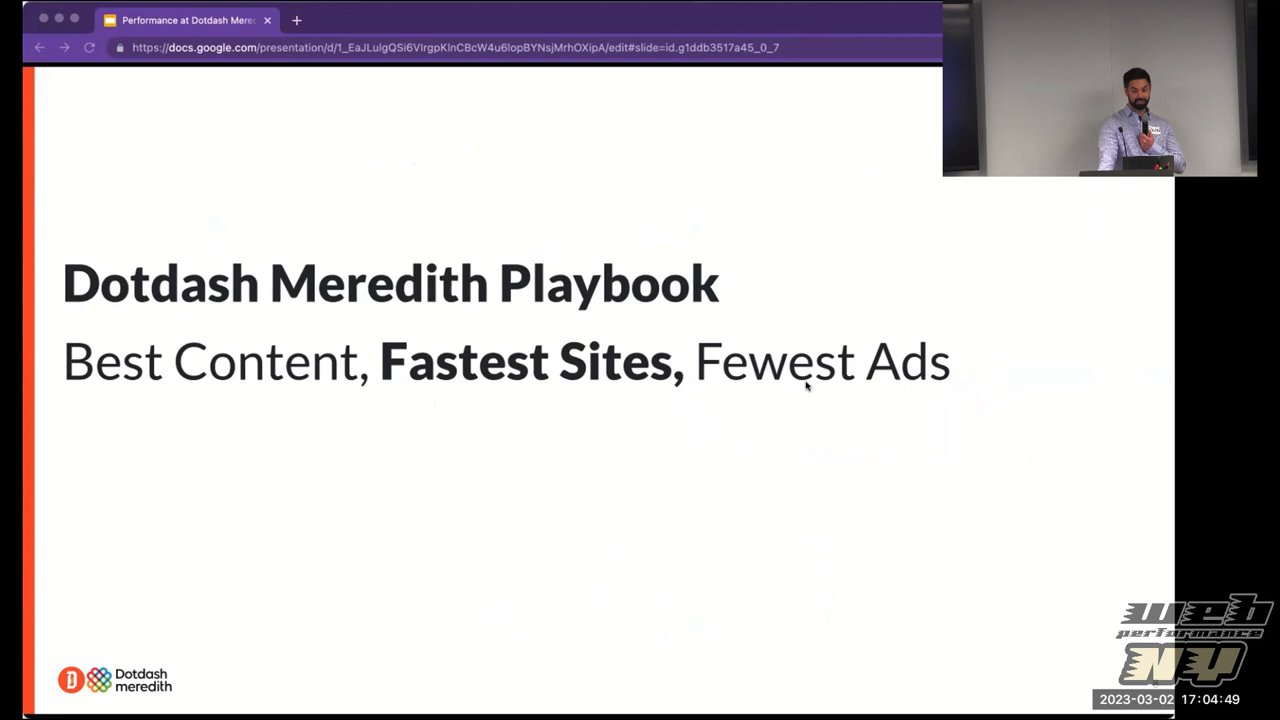 Performance at Dotdash Mere
https://docs.google.com/presentation/d/1_EaJLulgQSi6VIrgpKlnCBcW4u6lopBYNsjMrhOXipA/edit#slide=id.g1ddb3517a45_0_7
Dotdash Meredith Playbook
Best Content, Fastest Sites, Fewest Ads
D
Dotdash
meredith
web
performance
NY
2023-03-02 17:04:49